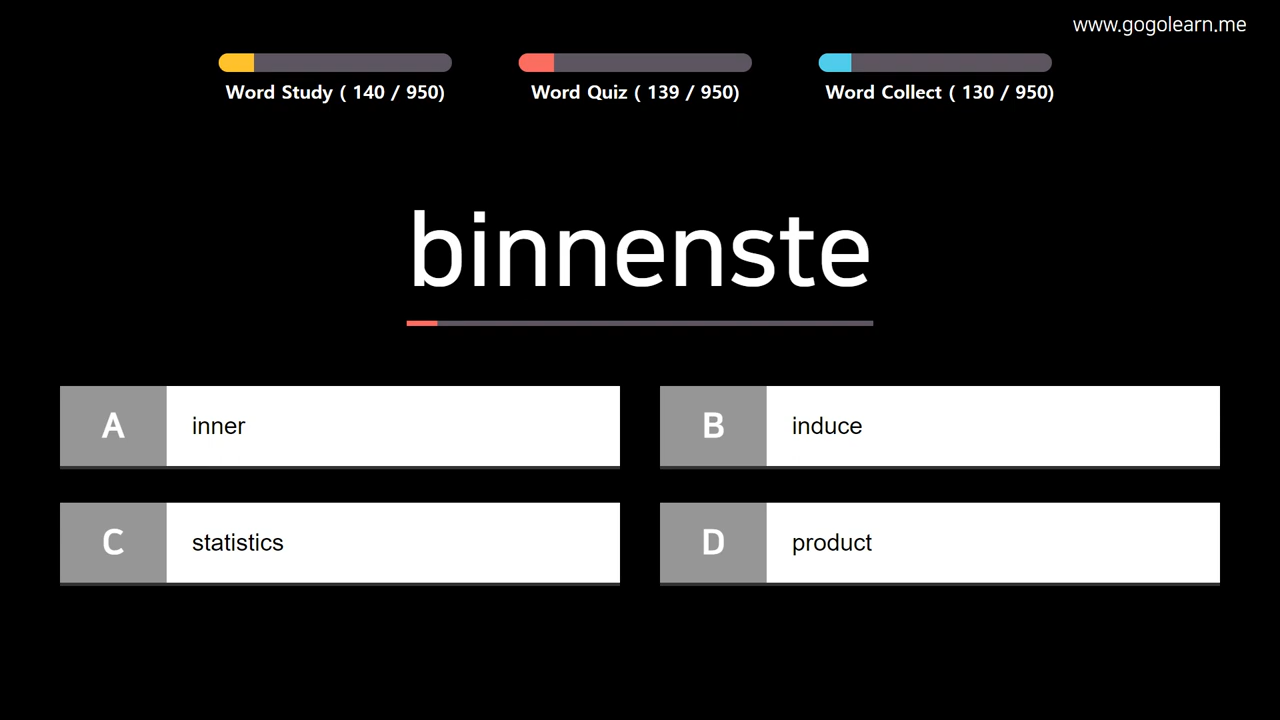 www.gogolearn.me
Word Study ( 140 / 950)
Word Quiz ( 139 / 950)
Word Collect ( 130 / 950)
binnenste
A inner
B induce
C statistics
D product